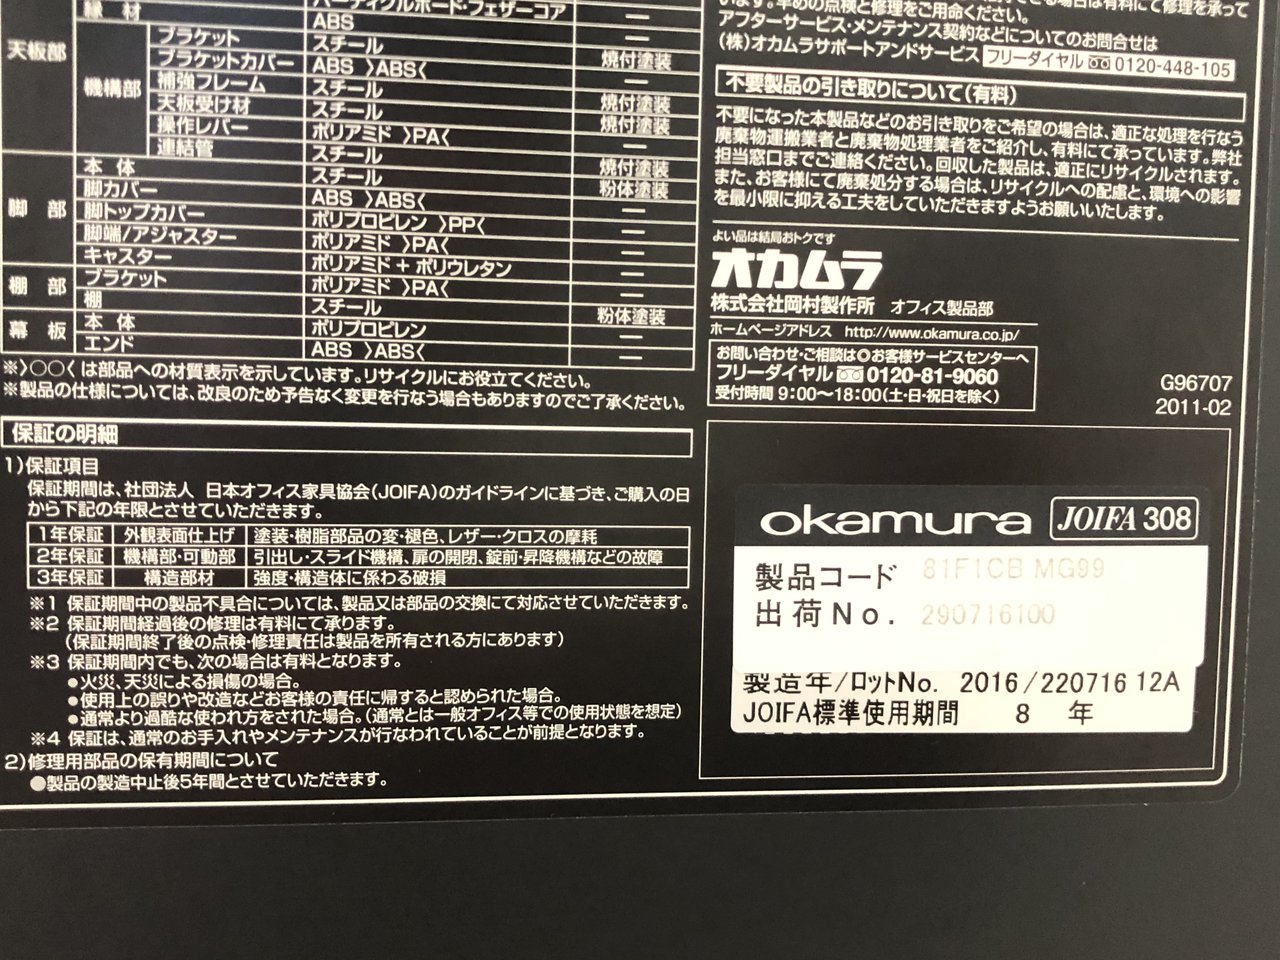 パーティクルボード・フェザーコア
縁材 ABS ―
天板部
機構部
ブラケット スチール ―
ブラケットカバー ABS 〉ABS〈 焼付塗装
補強フレーム スチール ―
天板受け材 スチール 焼付塗装
操作レバー ポリアミド 〉PA〈 焼付塗装
連結管 スチール ―
脚部
本体 スチール 焼付塗装
脚カバー ABS 〉ABS〈 粉体塗装
脚トップカバー ポリプロピレン 〉PP〈 ―
脚端/アジャスター ポリアミド 〉PA〈 ―
キャスター ポリアミド + ポリウレタン ―
棚部
ブラケット ポリアミド 〉PA〈 ―
棚 スチール ―
幕板
本体 ポリプロピレン 粉体塗装
エンド ABS 〉ABS〈 ―
※〉○○〈 は部品への材質表示を示しています。リサイクルにお役立てください。
※製品の仕様については、改良のため予告なく変更を行なう場合もありますのでご了承ください。
保証の明細
1)保証項目
保証期間は、社団法人 日本オフィス家具協会(JOIFA)のガイドラインに基づき、ご購入の日
から下記の年限とさせていただきます。
1年保証 外観表面仕上げ 塗装・樹脂部品の変・褪色、レザー・クロスの摩耗
2年保証 機構部・可動部 引出し・スライド機構、扉の開閉、錠前・昇降機構などの故障
3年保証 構造部材 強度・構造体に係わる破損
※1 保証期間中の製品不具合については、製品又は部品の交換にて対応させていただきます。
※2 保証期間経過後の修理は有料にて承ります。
(保証期間終了後の点検・修理責任は製品を所有される方にあります)
※3 保証期間内でも、次の場合は有料となります。
●火災、天災による損傷の場合。
●使用上の誤りや改造などお客様の責任に帰すると認められた場合。
●通常より過酷な使われ方をされた場合。(通常とは一般オフィス等での使用状態を想定)
※4 保証は、通常のお手入れやメンテナンスが行なわれていることが前提となります。
2)修理用部品の保有期間について
●製品の製造中止後5年間とさせていただきます。
います。早めの点検と修理をご用命ください。
アフターサービス・メンテナンス契約などについてのお問合せは
(株)オカムラサポートアンドサービス フリーダイヤル 0120-448-105
不要製品の引き取りについて(有料)
不要になった本製品などのお引き取りをご希望の場合は、適正な処理を行なう
廃棄物運搬業者と廃棄物処理業者をご紹介し、有料にて承っています。弊社
担当窓口までご連絡ください。回収した製品は、適正にリサイクルされます。
また、お客様にて廃棄処分する場合は、リサイクルへの配慮と、環境への影響
を最小限に抑える工夫をしていただきますようお願いいたします。
よい品は結局おトクです
オカムラ
株式会社岡村製作所 オフィス製品部
ホームページアドレス http://www.okamura.co.jp/
お問い合わせ・ご相談は◎お客様サービスセンターへ
フリーダイヤル 0120-81-9060
受付時間 9:00〜18:00(土・日・祝日を除く)
G96707
2011-02
okamura JOIFA 308
製品コード 81F1CB MG99
出荷No. 290716100
製造年/ロットNo. 2016/220716 12A
JOIFA標準使用期間 8 年